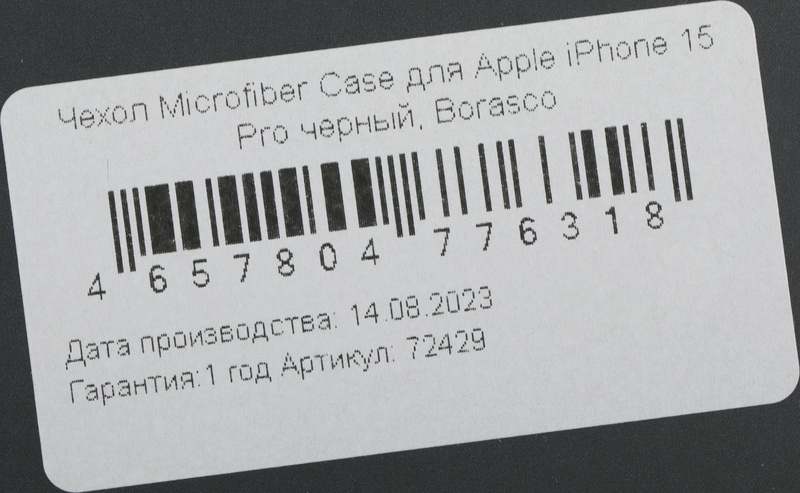 Чехол Microfiber Case для Apple iPhone 15
Pro черный, Borasco
4 657804 776318
Дата производства: 14.08.2023
Гарантия:1 год Артикул: 72429